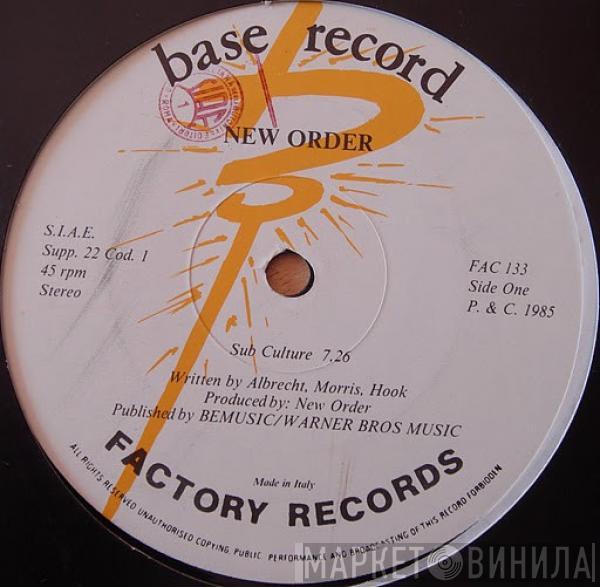 base record
NEW ORDER
S.I.A.E.
Supp. 22 Cod. 1
45 rpm
Stereo
FAC 133
Side One
P. & C. 1985
Sub Culture 7.26
Written by Albrecht, Morris, Hook
Produced by: New Order
Published by BEMUSIC/WARNER BROS MUSIC
Made in Italy
FACTORY RECORDS
ALL RIGHTS RESERVED UNAUTHORISED COPYING, PUBLIC. PERFORMANCE AND BROADCASTING OF THIS RECORD FORBIDDEN
МАРКЕТ ВИНИЛА